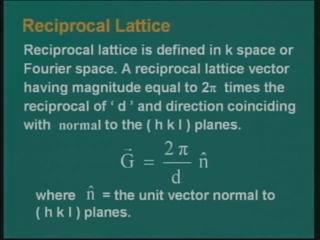 Reciprocal Lattice
Reciprocal lattice is defined in k space or
Fourier space. A reciprocal lattice vector
having magnitude equal to 2π times the
reciprocal of ‘ d ’ and direction coinciding
with normal to the ( h k l ) planes.
G⃗ = 2 π / d n̂
where n̂ = the unit vector normal to
( h k l ) planes.